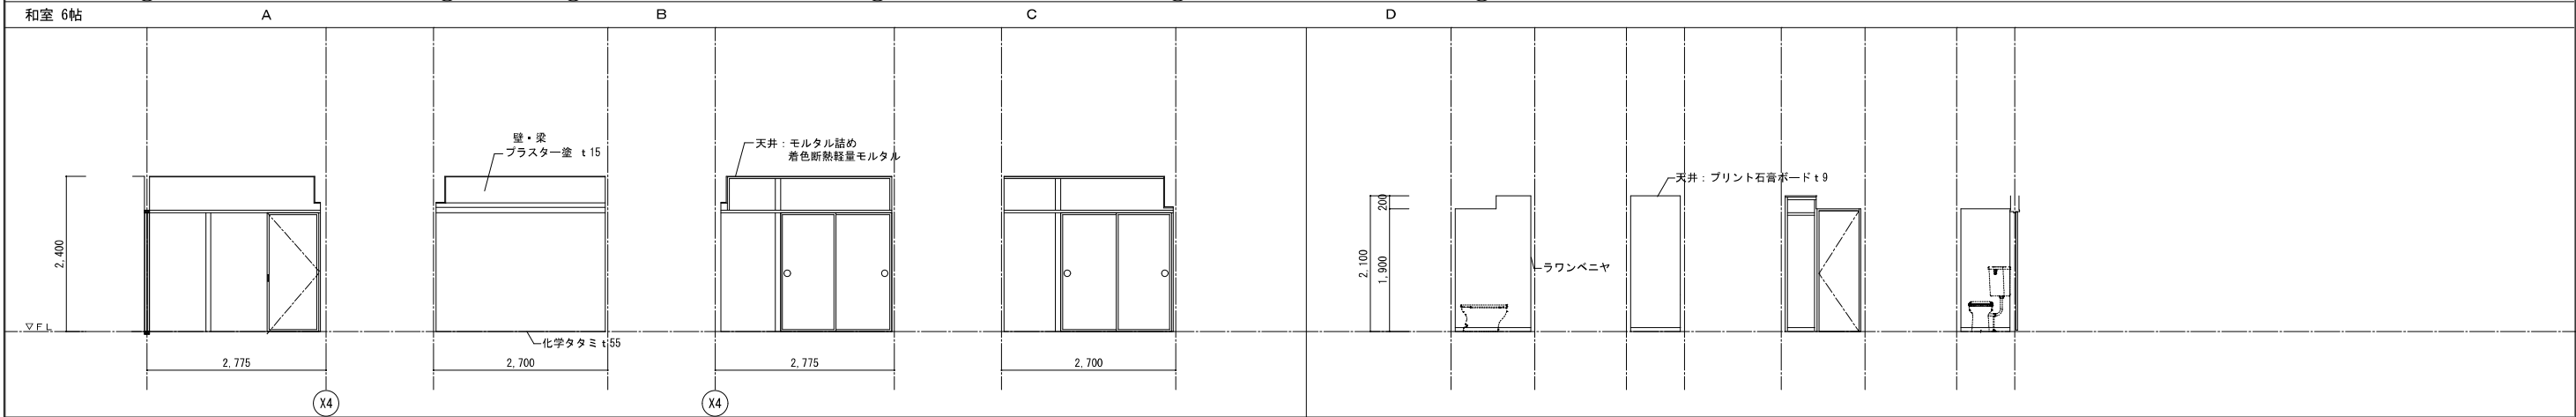 和室 6帖 A B C D
壁・梁
プラスター塗 t15
天井：モルタル詰め
着色断熱軽量モルタル
天井：プリント石膏ボードt9
200
2,400
2,100
1,900
ラワンベニヤ
▽FL
化学タタミ t55
2,775 2,700 2,775 2,700
X4 X4